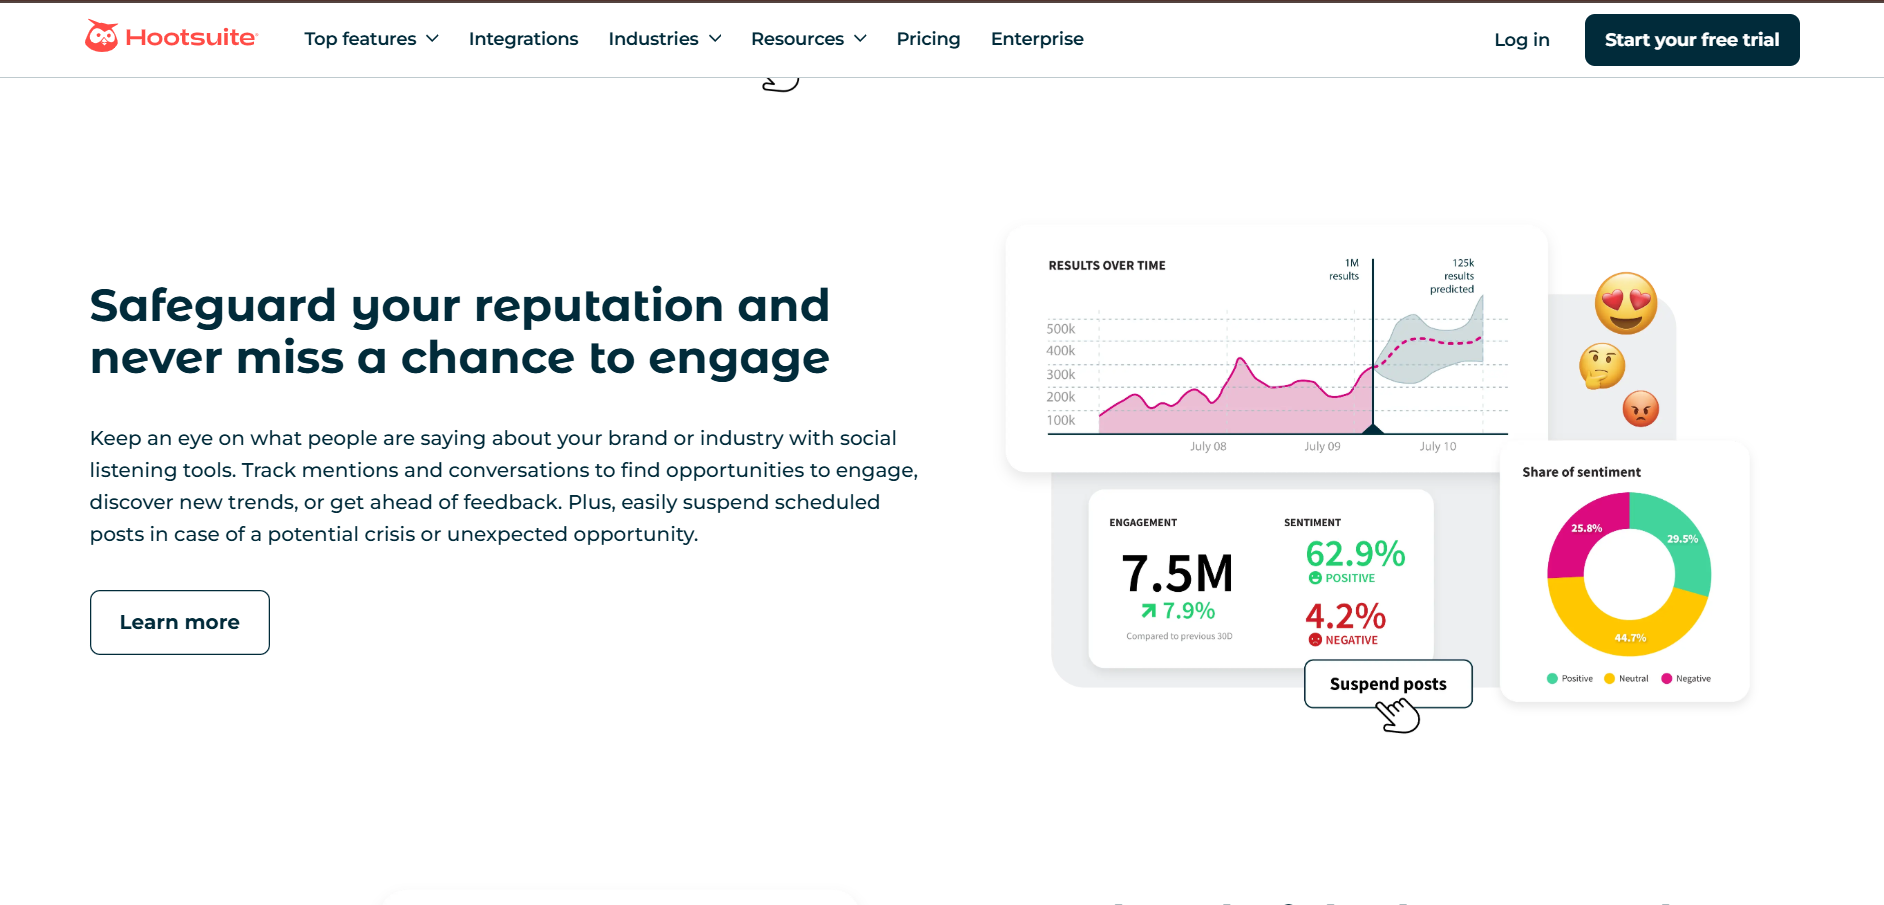 Hootsuite
Top features
Integrations
Industries
Resources
Pricing
Enterprise
Log in
Start your free trial
Safeguard your reputation and
never miss a chance to engage
Keep an eye on what people are saying about your brand or industry with social
listening tools. Track mentions and conversations to find opportunities to engage,
discover new trends, or get ahead of feedback. Plus, easily suspend scheduled
posts in case of a potential crisis or unexpected opportunity.
Learn more
RESULTS OVER TIME
1M
results
125k
results
predicted
500k
400k
300k
200k
100k
July 08
July 09
July 10
ENGAGEMENT
7.5M
7.9%
Compared to previous 30D
SENTIMENT
62.9%
POSITIVE
4.2%
NEGATIVE
Suspend posts
Share of sentiment
25.8%
29.5%
44.7%
Positive
Neutral
Negative